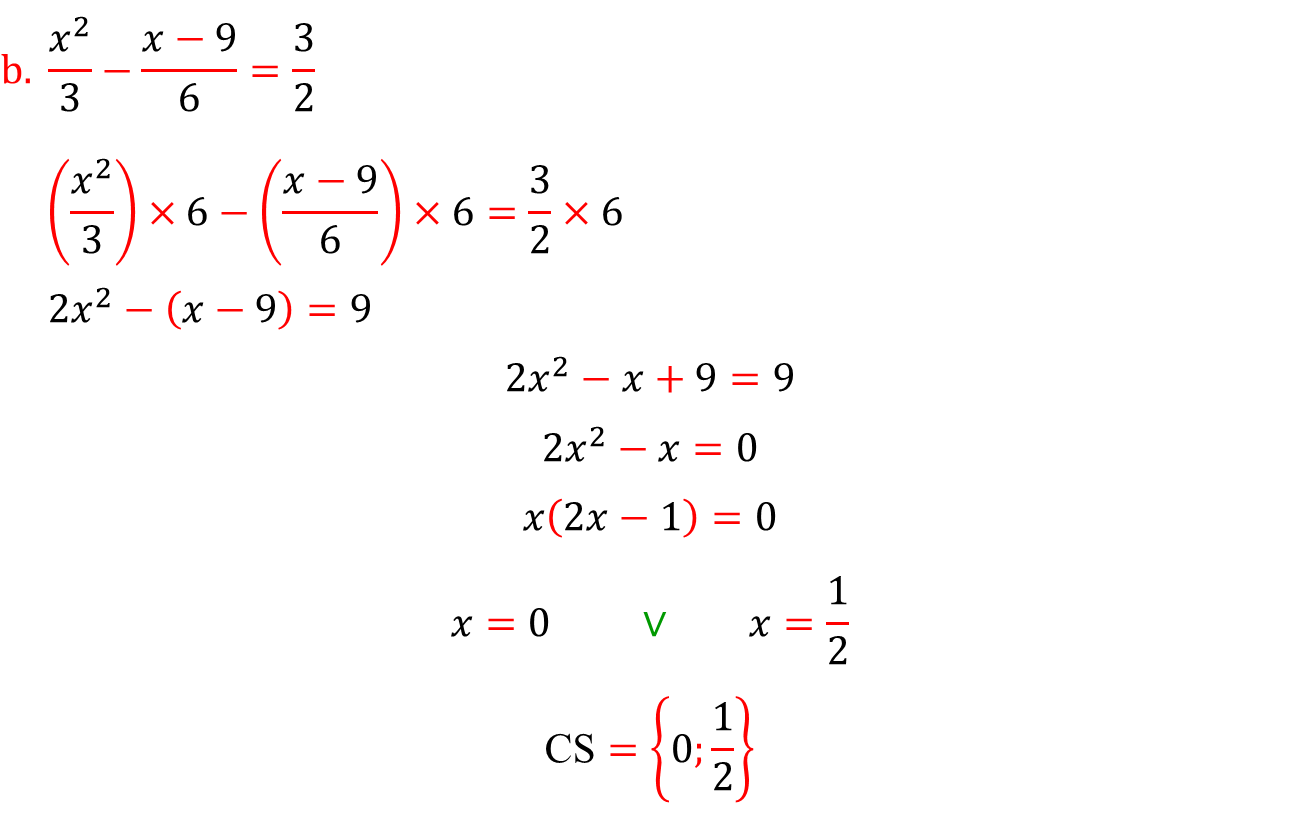 b. x²/3 − (x − 9)/6 = 3/2
(x²/3) × 6 − ((x − 9)/6) × 6 = 3/2 × 6
2x² − (x − 9) = 9
2x² − x + 9 = 9
2x² − x = 0
x(2x − 1) = 0
x = 0 ∨ x = 1/2
CS = {0; 1/2}